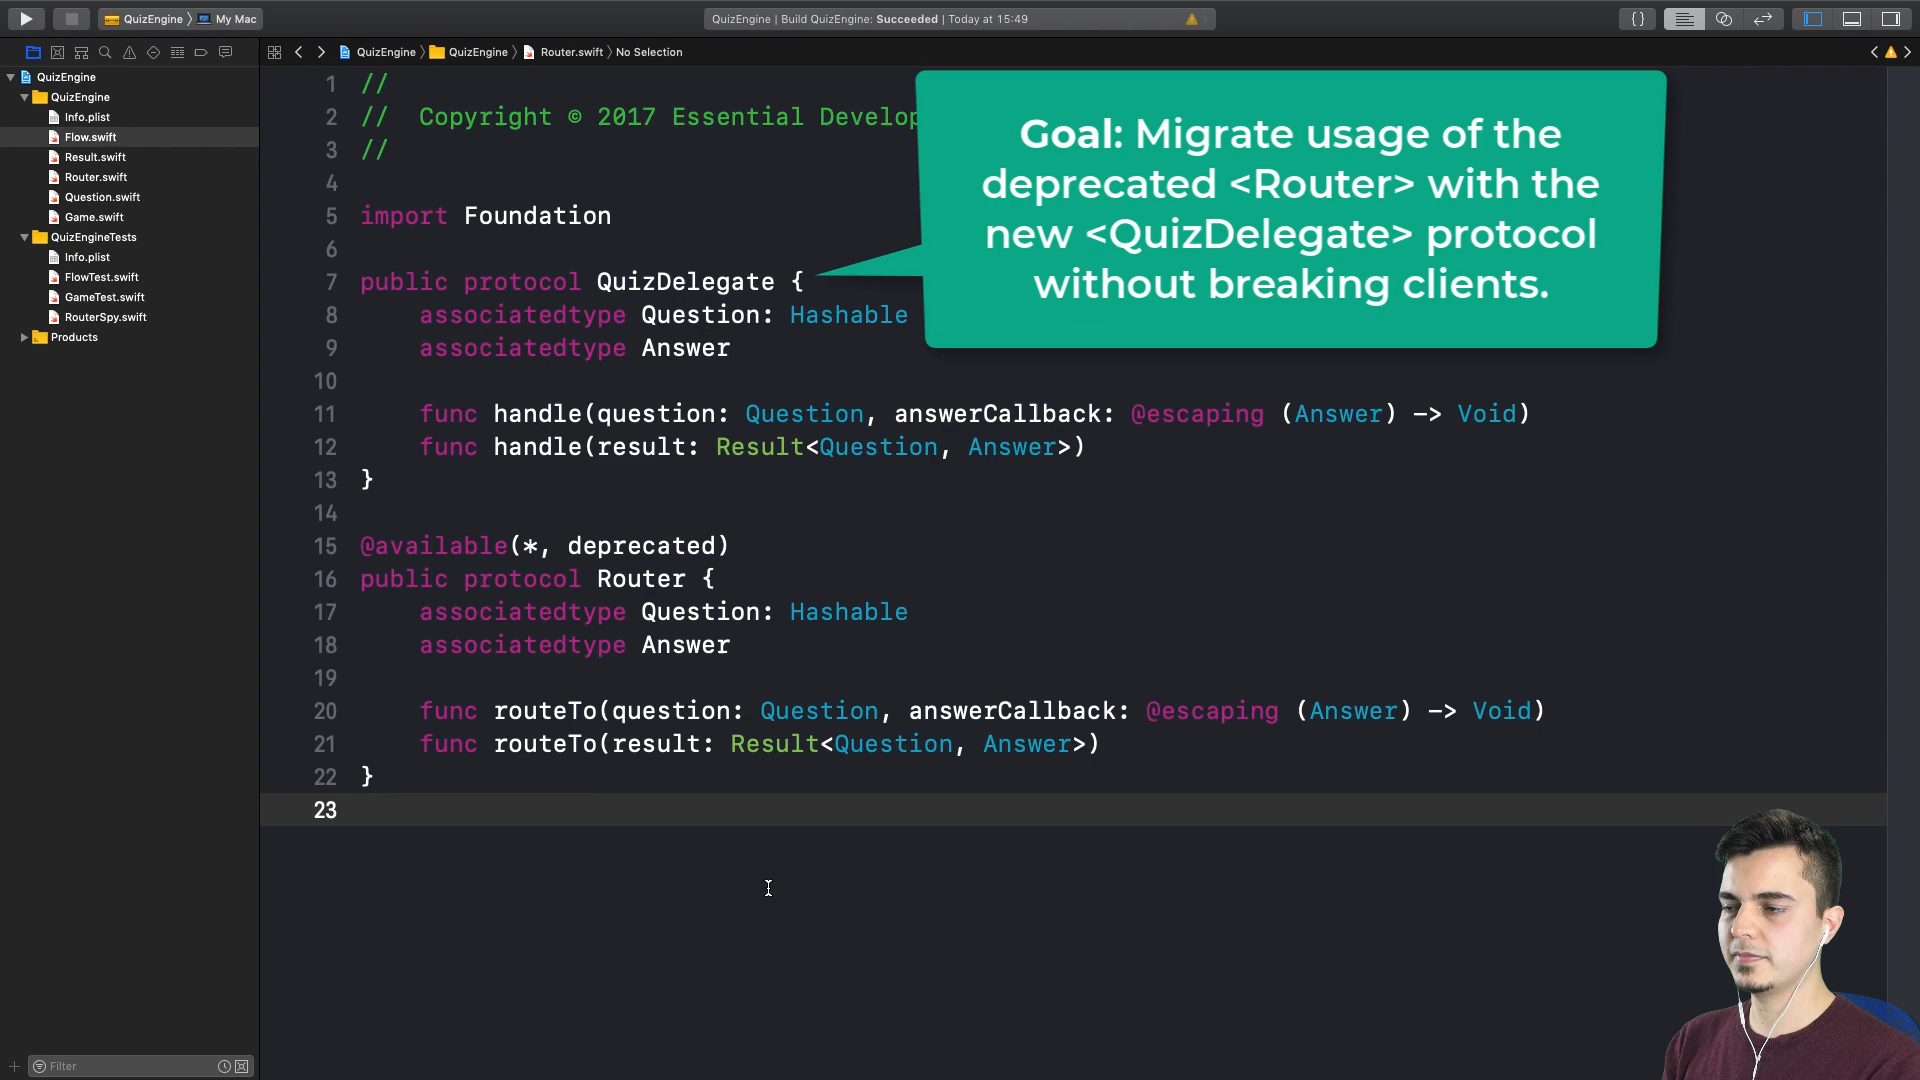 QuizEngine 〉 My Mac
QuizEngine | Build QuizEngine: Succeeded | Today at 15:49
{}
QuizEngine 〉 QuizEngine 〉 Router.swift 〉 No Selection
QuizEngine
QuizEngine
Info.plist
Flow.swift
Result.swift
Router.swift
Question.swift
Game.swift
QuizEngineTests
Info.plist
FlowTest.swift
GameTest.swift
RouterSpy.swift
Products
Filter
1 //
2 //  Copyright © 2017 Essential Develop
3 //
4
5 import Foundation
6
7 public protocol QuizDelegate {
8     associatedtype Question: Hashable
9     associatedtype Answer
10
11     func handle(question: Question, answerCallback: @escaping (Answer) -> Void)
12     func handle(result: Result<Question, Answer>)
13 }
14
15 @available(*, deprecated)
16 public protocol Router {
17     associatedtype Question: Hashable
18     associatedtype Answer
19
20     func routeTo(question: Question, answerCallback: @escaping (Answer) -> Void)
21     func routeTo(result: Result<Question, Answer>)
22 }
23
Goal: Migrate usage of the
deprecated <Router> with the
new <QuizDelegate> protocol
without breaking clients.